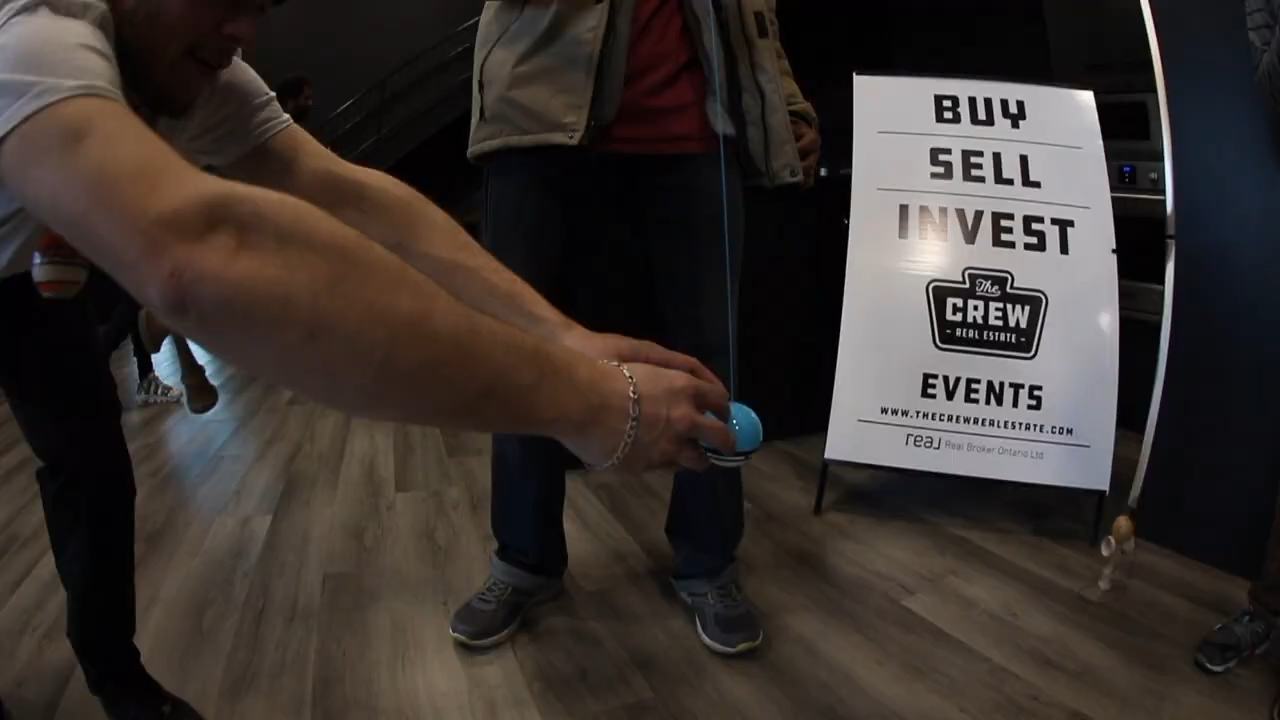 BUY
SELL
INVEST
The
CREW
- REAL ESTATE -
EVENTS
WWW.THECREWREALESTATE.COM
real Real Broker Ontario Ltd